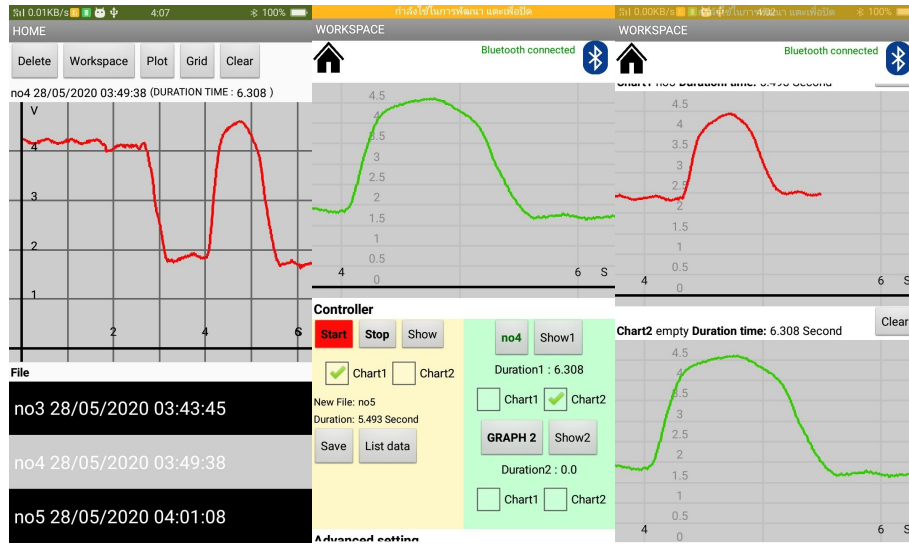 0.01KB/s 4:07 100%
HOME
Delete Workspace Plot Grid Clear
no4 28/05/2020 03:49:38 (DURATION TIME : 6.308 )
V
4
3
2
1
2 4 6
S
File
no3 28/05/2020 03:43:45
no4 28/05/2020 03:49:38
no5 28/05/2020 04:01:08
กำลังใช้ในการพัฒนา แตะเพื่อปิด
WORKSPACE
Bluetooth connected
4.5
4
3.5
3
2.5
2
1.5
1
0.5
0
4 6 S
Controller
Start Stop Show
Chart1 Chart2
New File: no5
Duration: 5.493 Second
Save List data
no4 Show1
Duration1 : 6.308
Chart1 Chart2
GRAPH 2 Show2
Duration2 : 0.0
Chart1 Chart2
Advanced setting
0.00KB/s 4:02 100%
WORKSPACE
Bluetooth connected
Chart1 no5 Duration time: 5.493 Second
4.5
4
3.5
3
2.5
2
1.5
1
0.5
0
4 6 S
Clear
Chart2 empty Duration time: 6.308 Second
4.5
4
3.5
3
2.5
2
1.5
1
0.5
0
4 6 S